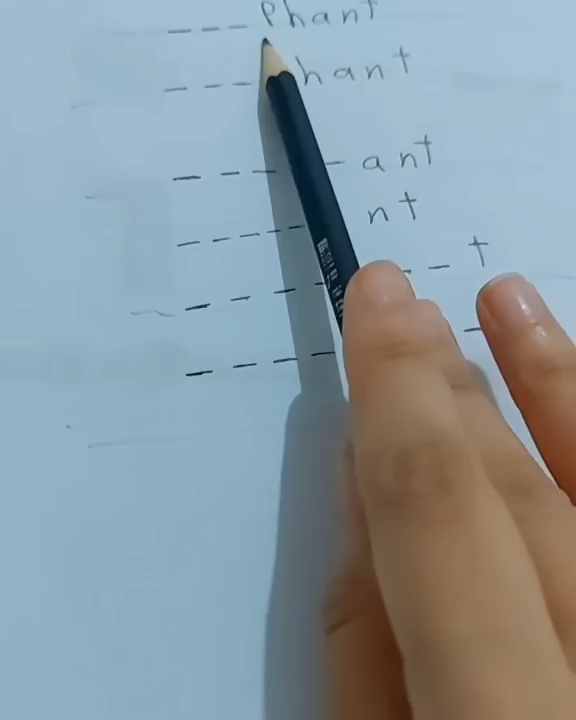 _ _ _ phant
_ _ _ hant
_ _ _ _ ant
_ _ _ _ nt
_ _ _ _ _ _ t
_ _ _ _ _